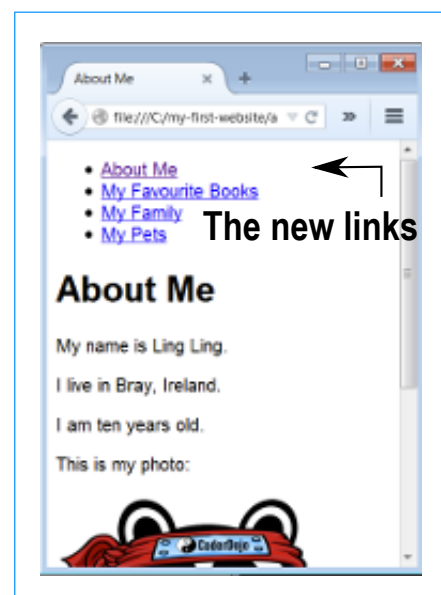 About Me
file:///C:/my-first-website/a
About Me
My Favourite Books
My Family
My Pets
The new links
About Me
My name is Ling Ling.
I live in Bray, Ireland.
I am ten years old.
This is my photo:
CoderDojo